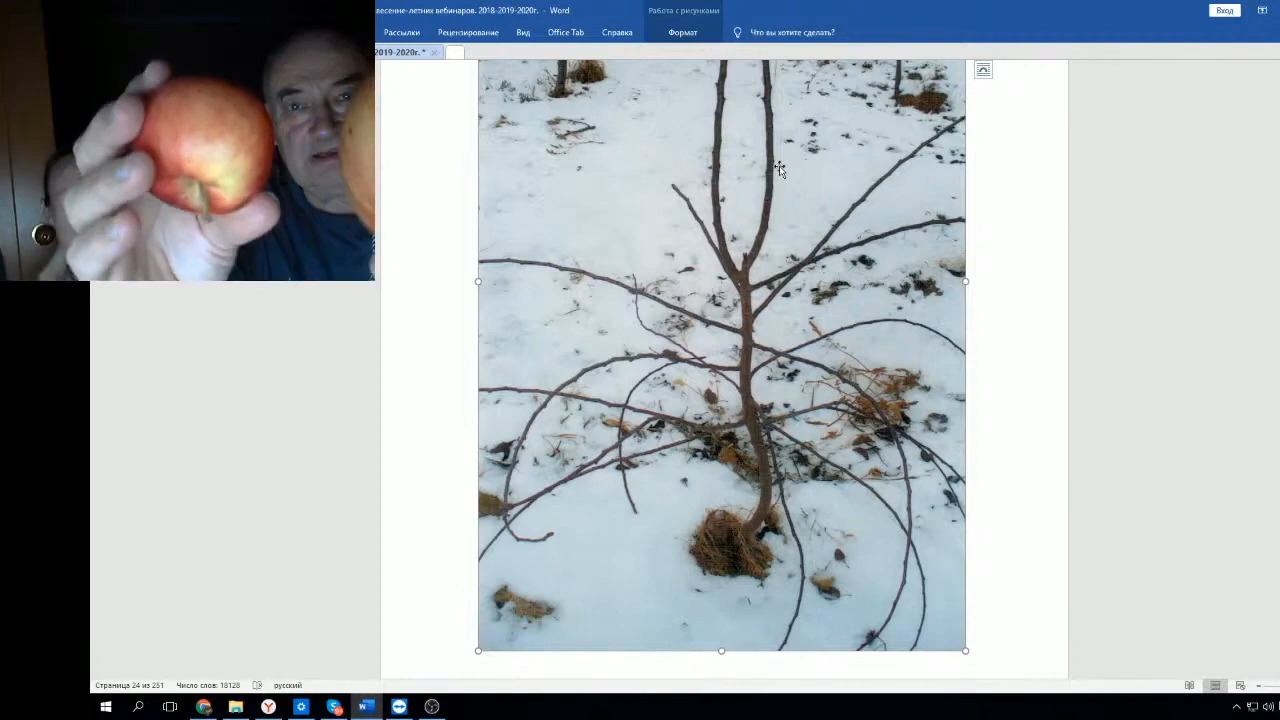 весенне-летних вебинаров. 2018-2019-2020г. - Word
Работа с рисунками
Вход
Рассылки Рецензирование Вид Office Tab Справка Формат Что вы хотите сделать?
2019-2020г. *
Страница 24 из 251 Число слов: 18128 русский